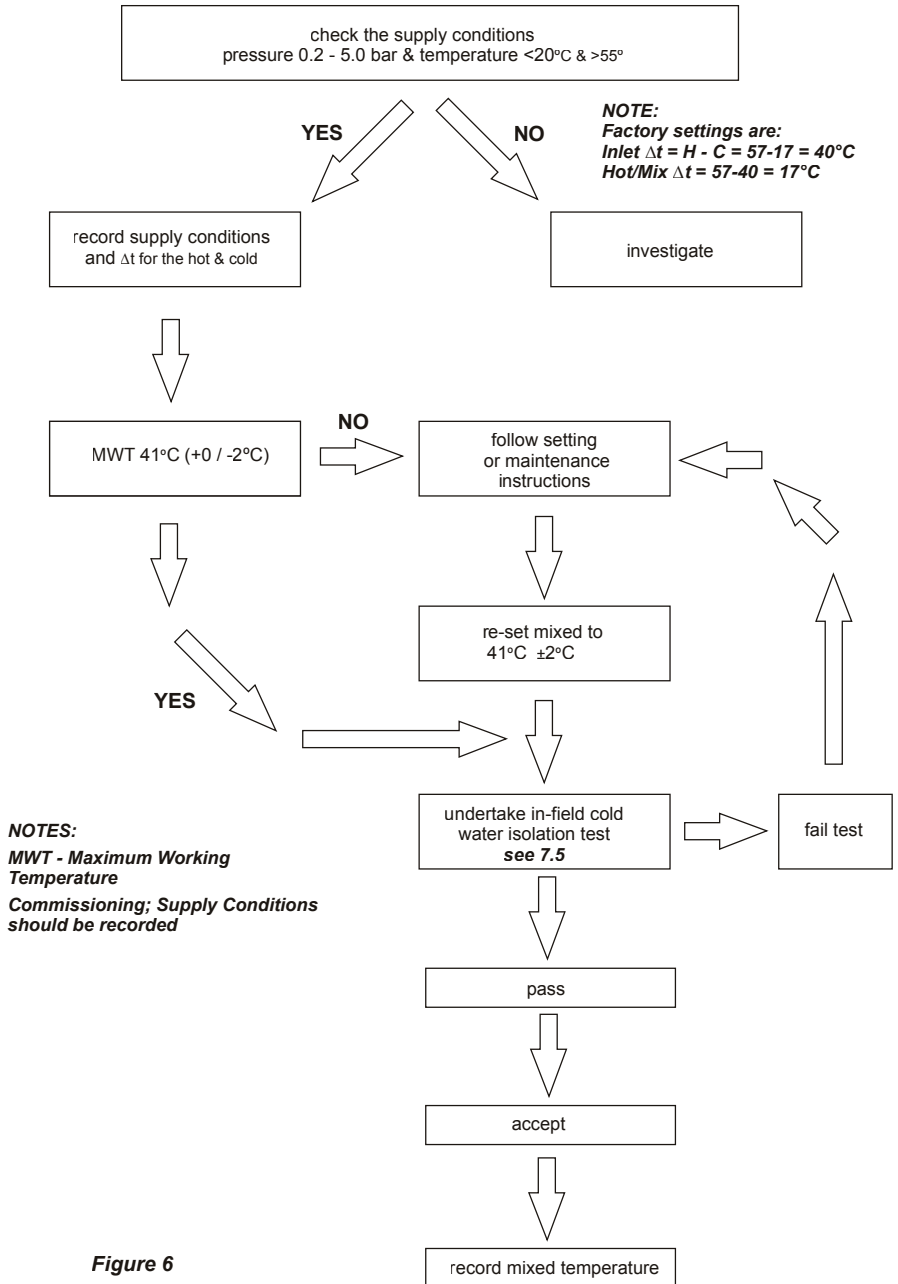 check the supply conditions
pressure 0.2 - 5.0 bar & temperature <20ºC & >55º
YES
NO
NOTE:
Factory settings are:
Inlet Δt = H - C = 57-17 = 40°C
Hot/Mix Δt = 57-40 = 17°C
record supply conditions
and Δt for the hot & cold
investigate
MWT 41ºC (+0 / -2ºC)
NO
follow setting
or maintenance
instructions
re-set mixed to
41ºC ±2ºC
YES
undertake in-field cold
water isolation test
see 7.5
fail test
NOTES:
MWT - Maximum Working
Temperature
Commissioning; Supply Conditions
should be recorded
pass
accept
Figure 6
record mixed temperature